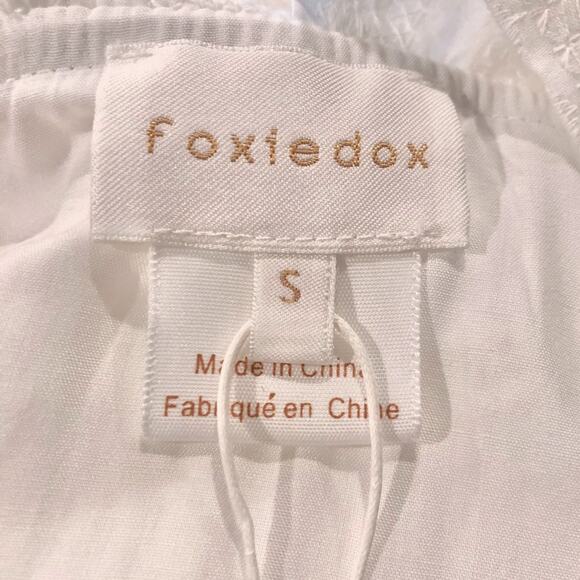 foxiedox
S
Made in China
Fabriqué en Chine